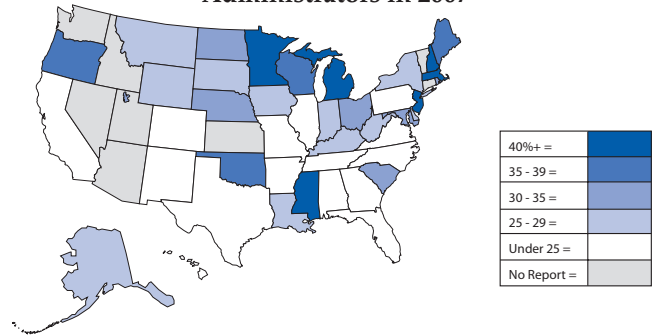 Administrators in 2007
40%+ =
35 - 39 =
30 - 35 =
25 - 29 =
Under 25 =
No Report =